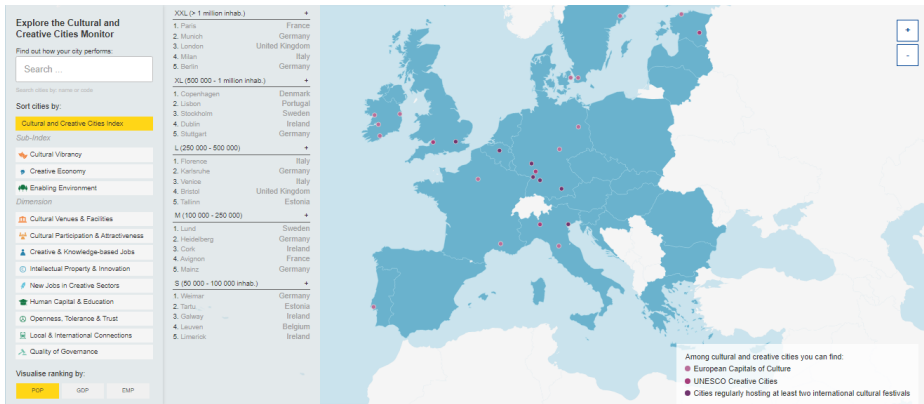 Explore the Cultural and
Creative Cities Monitor
Find out how your city performs:
Search ...
Search cities by: name or code
Sort cities by:
Cultural and Creative Cities Index
Sub-Index
Cultural Vibrancy
Creative Economy
Enabling Environment
Dimension
Cultural Venues & Facilities
Cultural Participation & Attractiveness
Creative & Knowledge-based Jobs
Intellectual Property & Innovation
New Jobs in Creative Sectors
Human Capital & Education
Openness, Tolerance & Trust
Local & International Connections
Quality of Governance
Visualise ranking by:
POP GDP EMP
XXL (> 1 million inhab.) +
1. Paris France
2. Munich Germany
3. London United Kingdom
4. Milan Italy
5. Berlin Germany
XL (500 000 - 1 million inhab.) +
1. Copenhagen Denmark
2. Lisbon Portugal
3. Stockholm Sweden
4. Dublin Ireland
5. Stuttgart Germany
L (250 000 - 500 000) +
1. Florence Italy
2. Karlsruhe Germany
3. Venice Italy
4. Bristol United Kingdom
5. Tallinn Estonia
M (100 000 - 250 000) +
1. Lund Sweden
2. Heidelberg Germany
3. Cork Ireland
4. Avignon France
5. Mainz Germany
S (50 000 - 100 000 inhab.) +
1. Weimar Germany
2. Tartu Estonia
3. Galway Ireland
4. Leuven Belgium
5. Limerick Ireland
+
-
Among cultural and creative cities you can find:
European Capitals of Culture
UNESCO Creative Cities
Cities regularly hosting at least two international cultural festivals